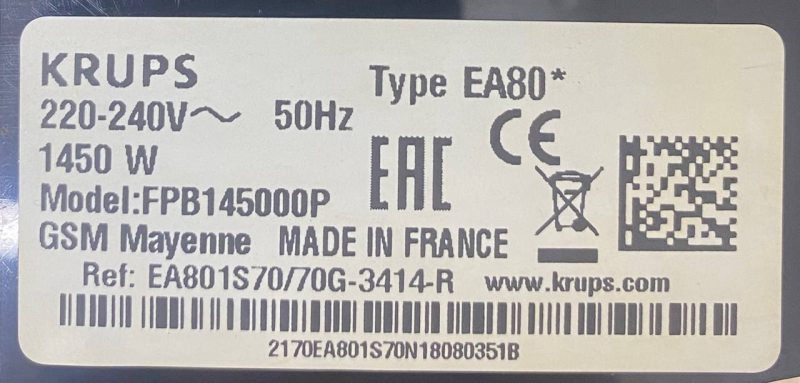 KRUPS
Type EA80*
220-240V~ 50Hz
1450 W
EAC CE
Model:FPB145000P
GSM Mayenne MADE IN FRANCE
Ref: EA801S70/70G-3414-R www.krups.com
2170EA801S70N18080351B